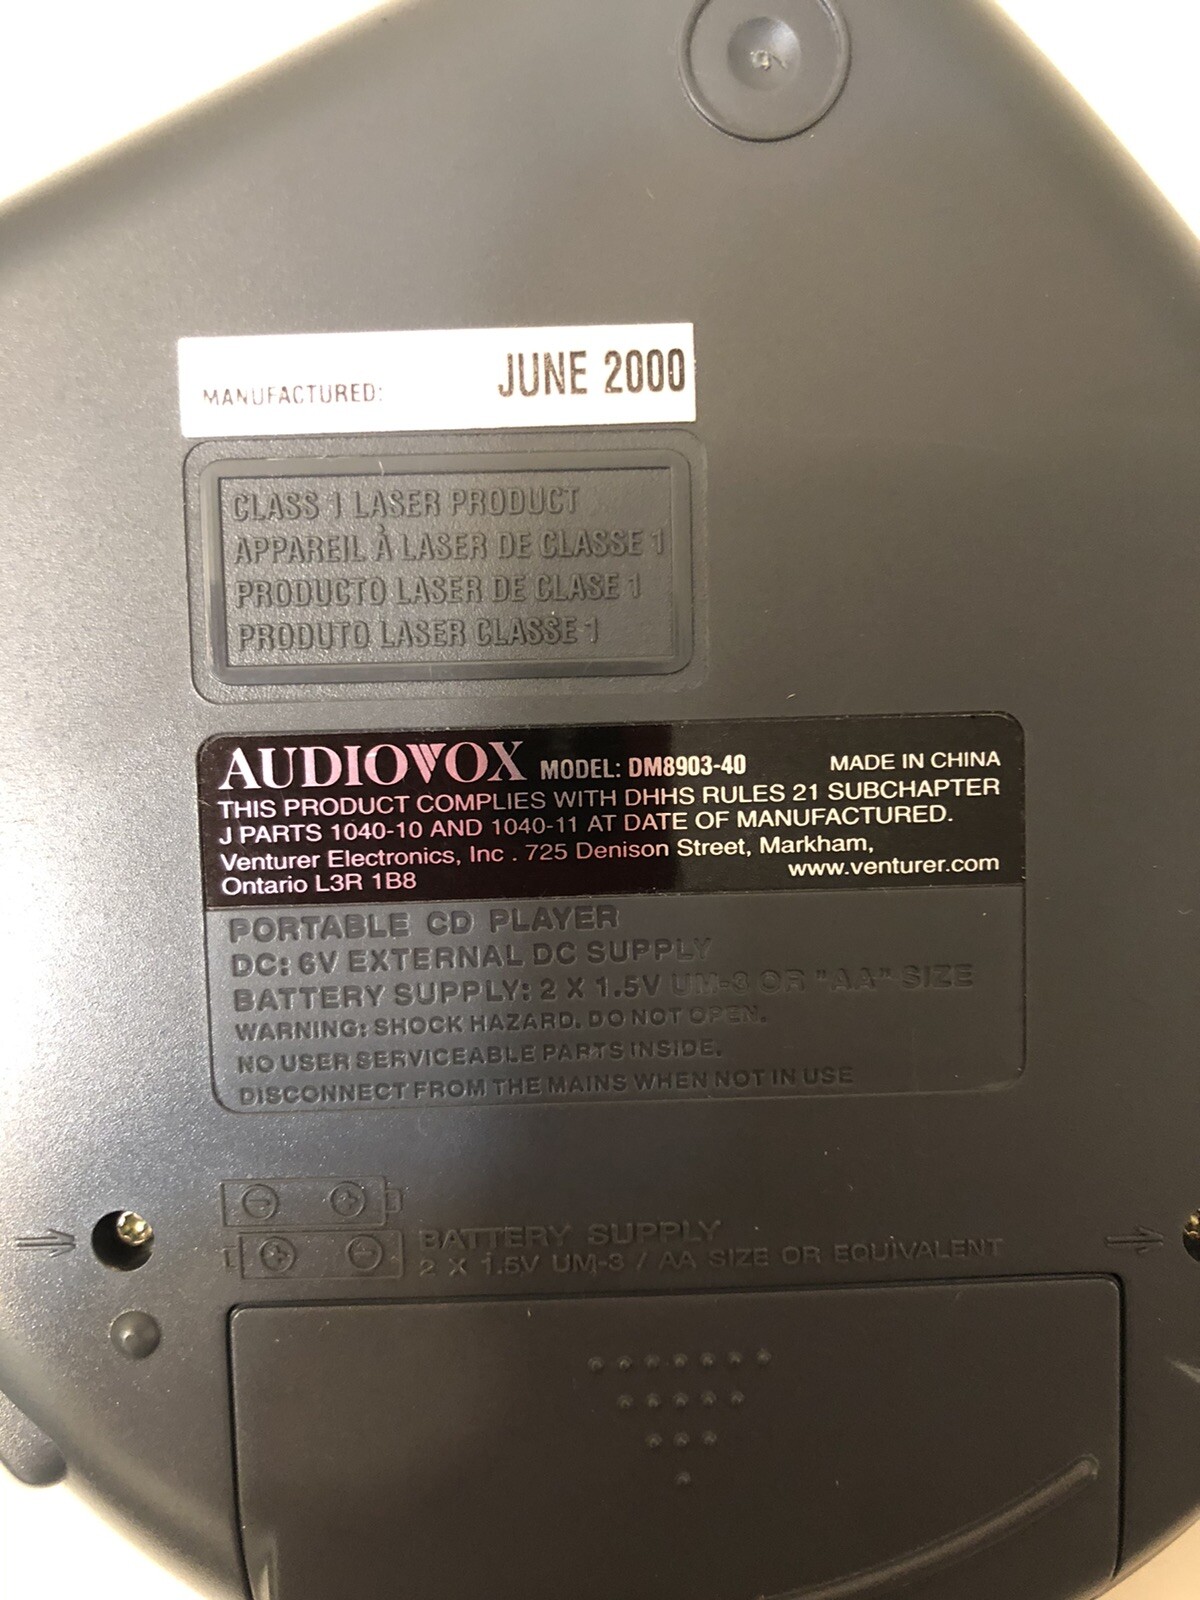 MANUFACTURED: JUNE 2000
CLASS 1 LASER PRODUCT
APPAREIL À LASER DE CLASSE 1
PRODUCTO LASER DE CLASE 1
PRODUTO LASER CLASSE 1
AUDIOVOX MODEL: DM8903-40 MADE IN CHINA
THIS PRODUCT COMPLIES WITH DHHS RULES 21 SUBCHAPTER
J PARTS 1040-10 AND 1040-11 AT DATE OF MANUFACTURED.
Venturer Electronics, Inc . 725 Denison Street, Markham,
Ontario L3R 1B8 www.venturer.com
PORTABLE CD PLAYER
DC: 6V EXTERNAL DC SUPPLY
BATTERY SUPPLY: 2 X 1.5V UM-3 OR "AA" SIZE
WARNING: SHOCK HAZARD. DO NOT OPEN.
NO USER SERVICEABLE PARTS INSIDE.
DISCONNECT FROM THE MAINS WHEN NOT IN USE
BATTERY SUPPLY
2 X 1.5V UM-3 / AA SIZE OR EQUIVALENT